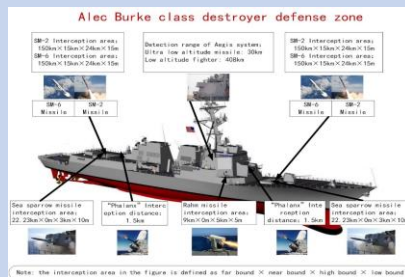 Alec Burke class destroyer defense zone
SM-2 Interception area:
150km×15km×24km×15m
SM-6 Interception area:
150km×15km×24km×15m
SM-6
Missile
SM-2
Missile
Detection range of Aegis system:
Ultra low altitude missile: 30km
Low altitude fighter: 408km
SM-2 Interception area:
150km×15km×24km×15m
SM-6 Interception area:
150km×15km×24km×15m
SM-6
Missile
SM-2
Missile
Sea sparrow missile
interception area:
22.23km×0m×3km×10m
"Phalanx" Interc
eption distance:
1.5km
missile
interception area:
9km×0m×3km×5m
"Phalanx" Inte
rception
distance: 1.5km
Sea sparrow missile
interception area:
22.23km×0m×3km×10m
Note: the interception area in the figure is defined as far bound × near bound × high bound × low bound